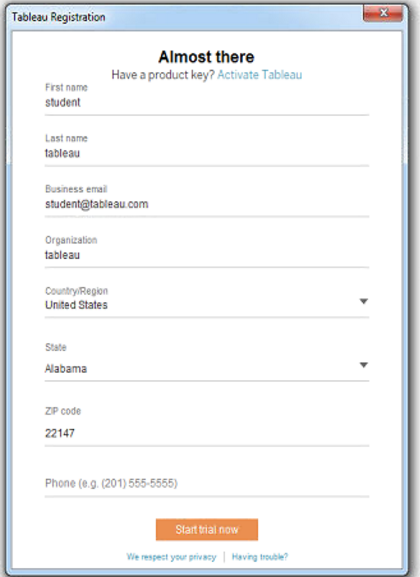 Tableau Registration
Almost there
Have a product key? Activate Tableau
First name
student
Last name
tableau
Business email
student@tableau.com
Organization
tableau
Country/Region
United States
State
Alabama
ZIP code
22147
Phone (e.g. (201) 555-5555)
Start trial now
We respect your privacy | Having trouble?